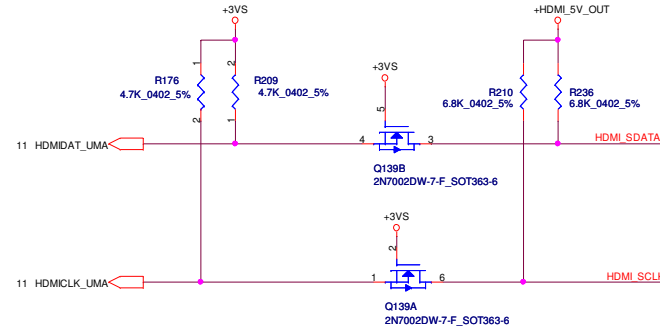 +3VS
+HDMI_5V_OUT
1
2
R176
4.7K_0402_5%
R209
4.7K_0402_5%
2
1
+3VS
R210
6.8K_0402_5%
R236
6.8K_0402_5%
5
11 HDMIDAT_UMA
4
3
HDMI_SDATA
Q139B
2N7002DW-7-F_SOT363-6
+3VS
2
11 HDMICLK_UMA
1
6
HDMI_SCLK
Q139A
2N7002DW-7-F_SOT363-6